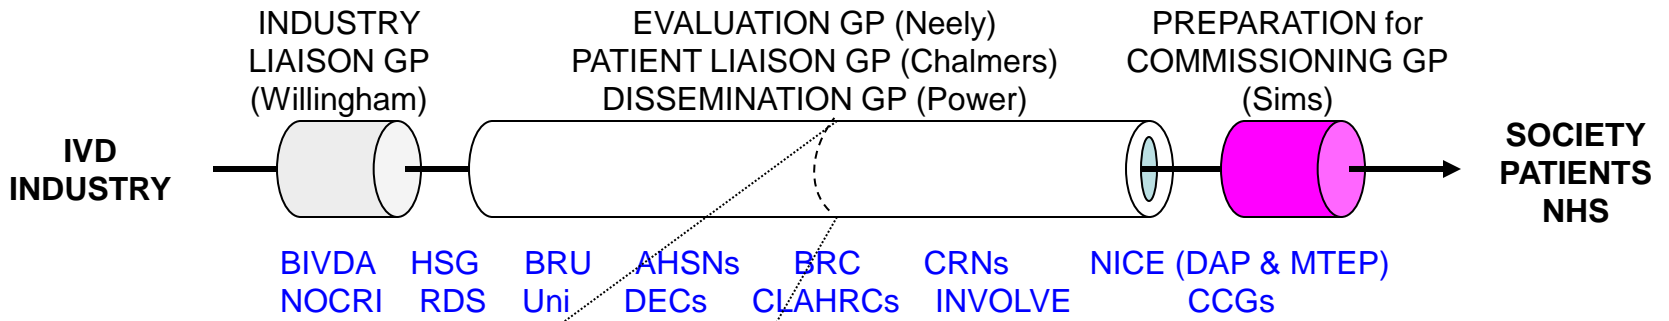 INDUSTRY
LIAISON GP
(Willingham)
EVALUATION GP (Neely)
PATIENT LIAISON GP (Chalmers)
DISSEMINATION GP (Power)
PREPARATION for
COMMISSIONING GP
(Sims)
IVD
INDUSTRY
SOCIETY
PATIENTS
NHS
BIVDA HSG BRU AHSNs BRC CRNs NICE (DAP & MTEP)
NOCRI RDS Uni DECs CLAHRCs INVOLVE CCGs